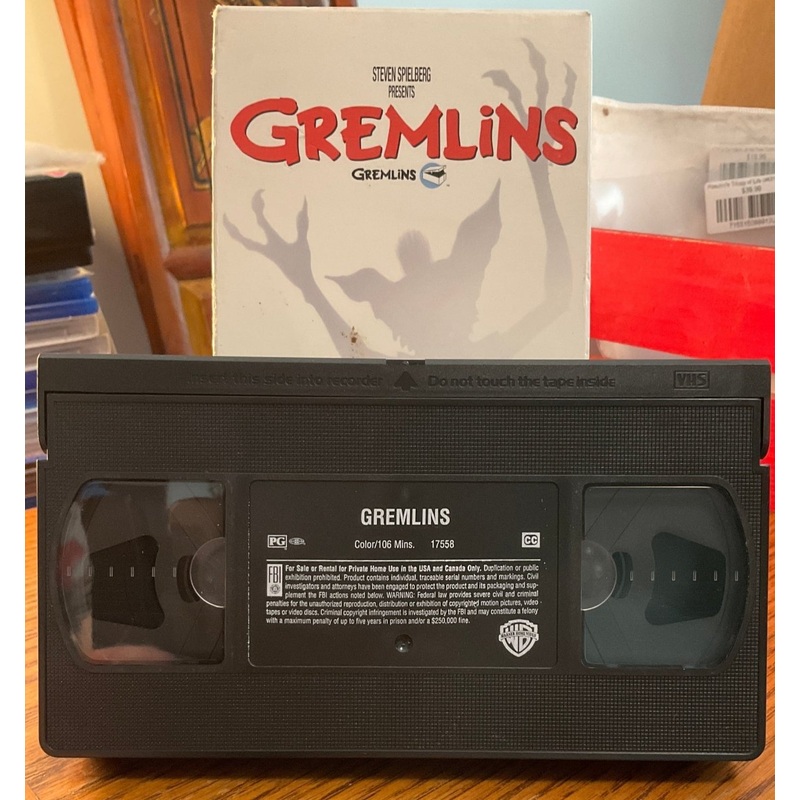 STEVEN SPIELBERG
PRESENTS
GREMLiNS
GREMLiNS
$39.99
Insert this side into recorder Do not touch the tape inside VHS
GREMLINS
PG Color/106 Mins. 17558 CC
FBI For Sale or Rental for Private Home Use in the USA and Canada Only. Duplication or public
exhibition prohibited. Product contains individual, traceable serial numbers and markings. Civil
investigators and attorneys have been engaged to protect the product and its packaging and sup-
plement the FBI actions noted below. WARNING: Federal law provides severe civil and criminal
penalties for the unauthorized reproduction, distribution or exhibition of copyrighted motion pictures, video-
tapes or video discs. Criminal copyright infringement is investigated by the FBI and may constitute a felony
with a maximum penalty of up to five years in prison and/or a $250,000 fine.
WARNER HOME VIDEO